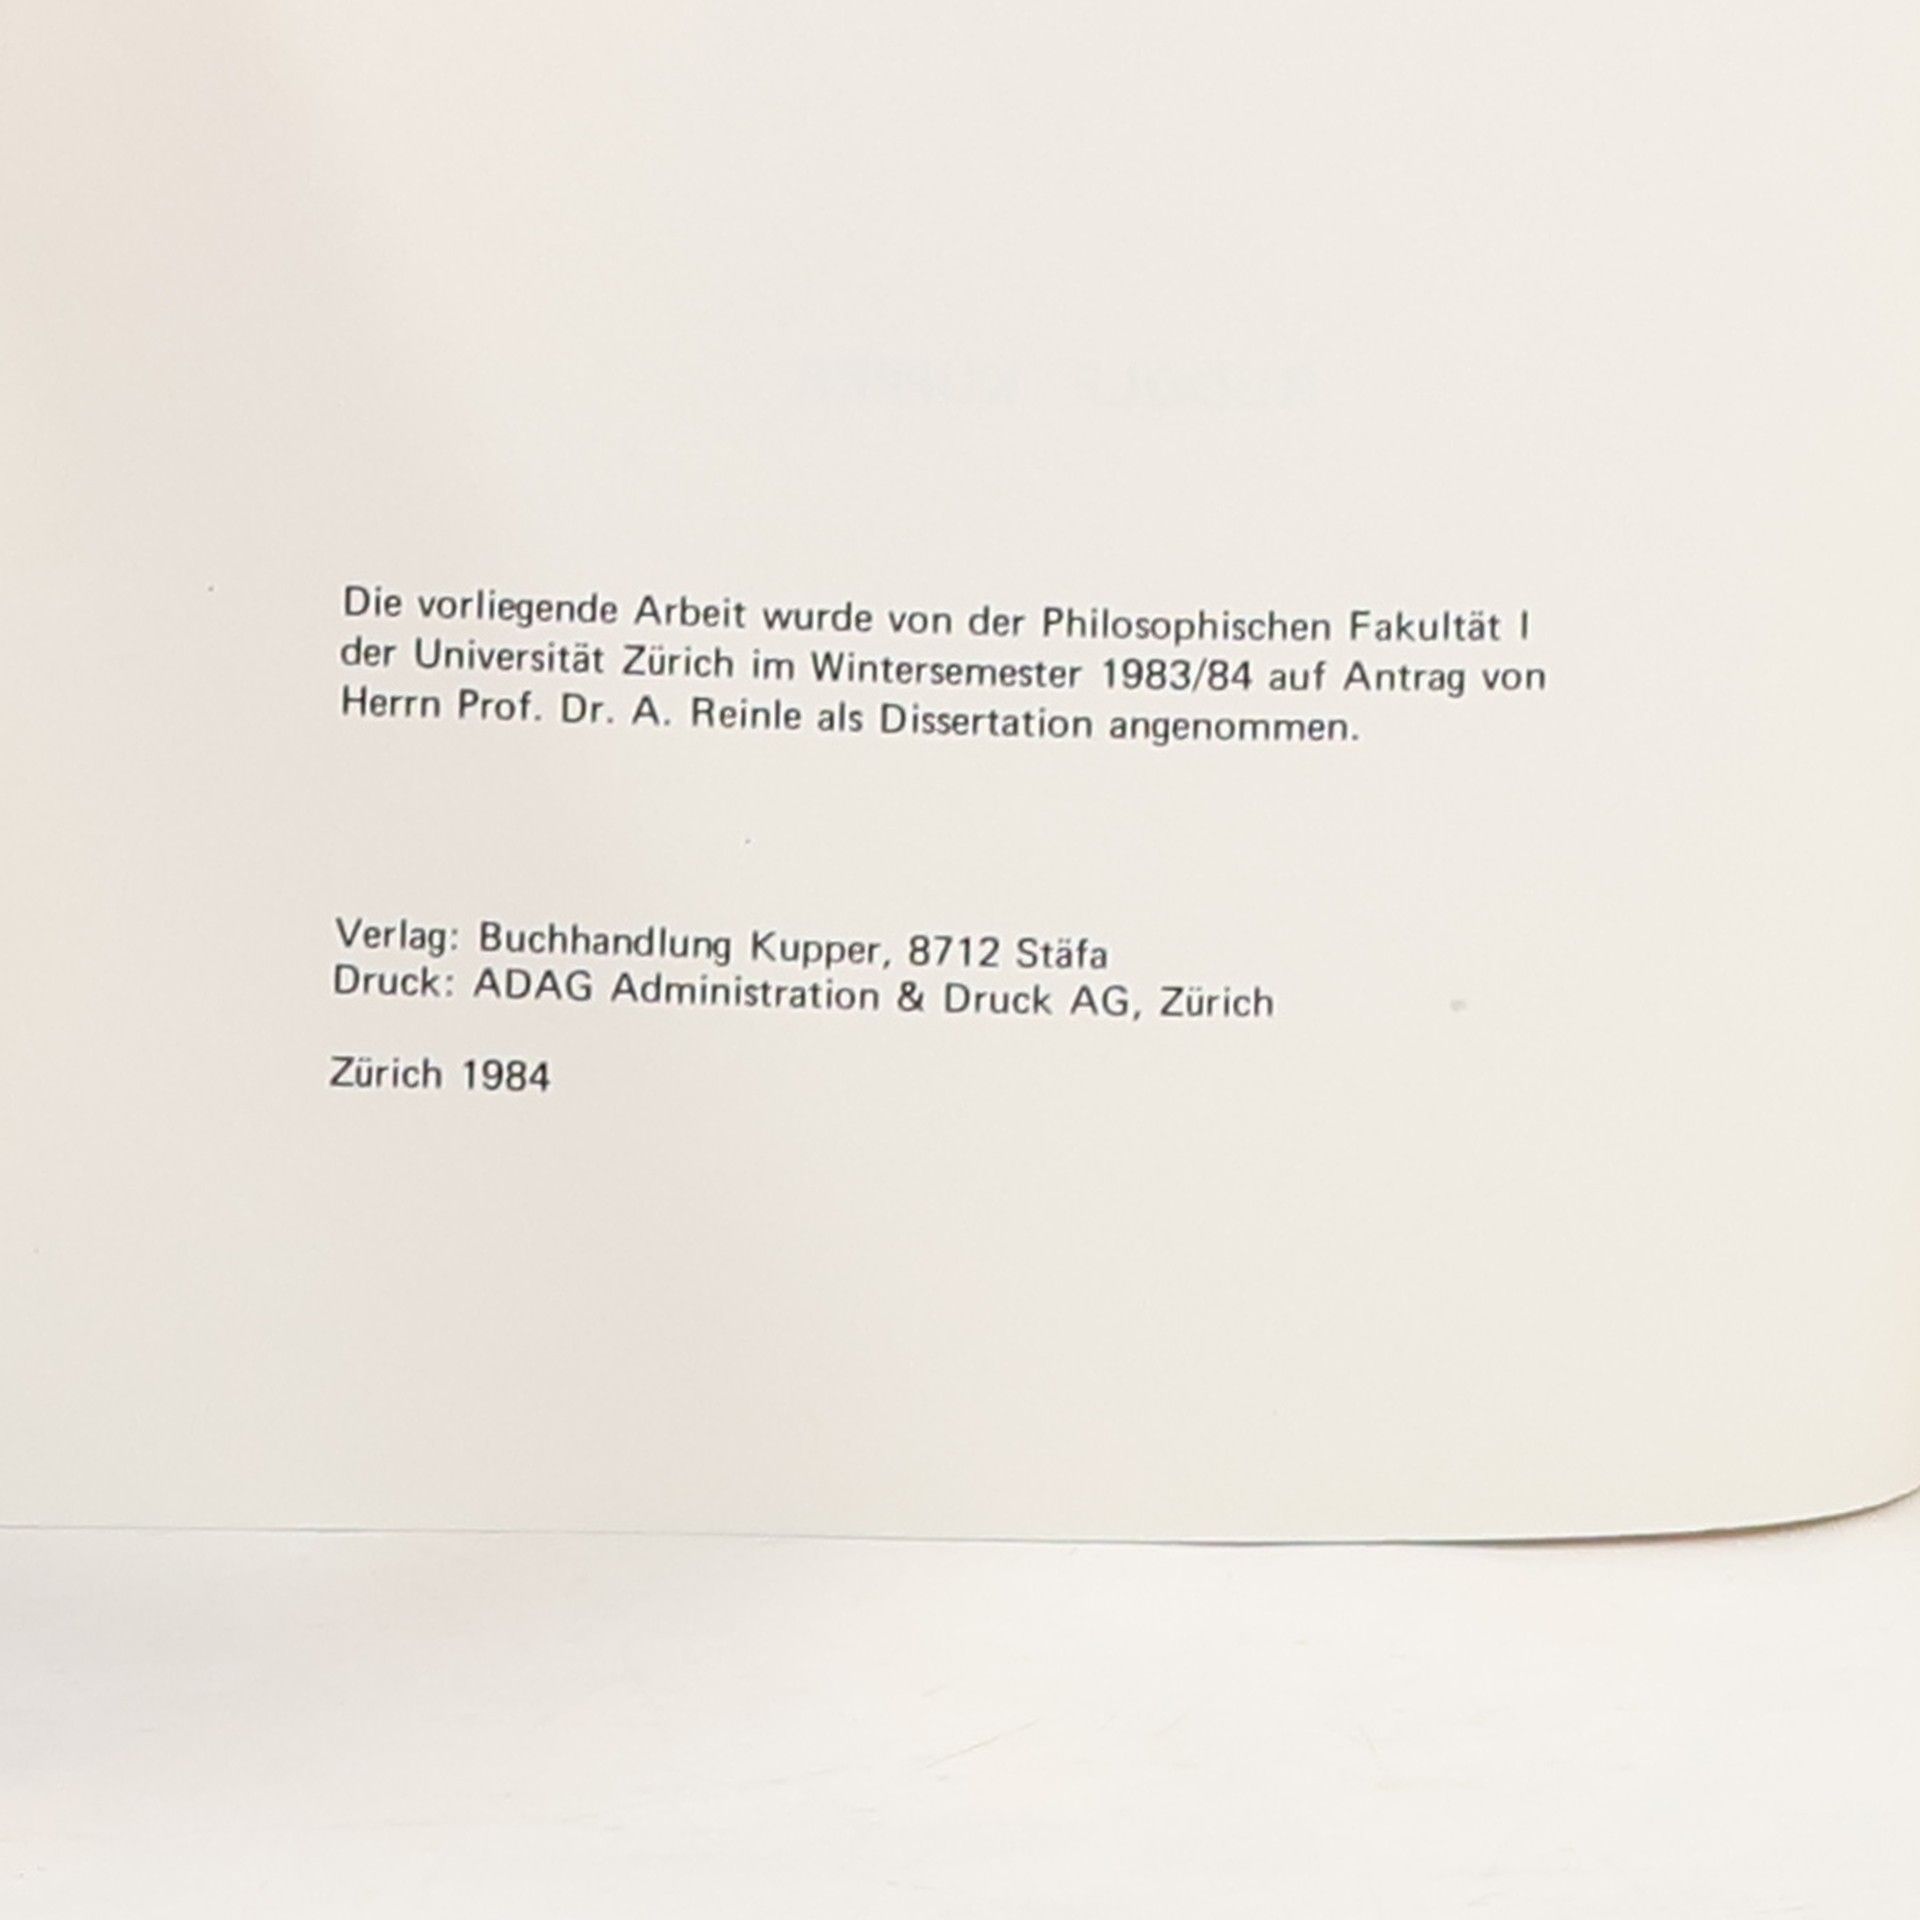 Die vorliegende Arbeit wurde von der Philosophischen Fakultät I
der Universität Zürich im Wintersemester 1983/84 auf Antrag von
Herrn Prof. Dr. A. Reinle als Dissertation angenommen.
Verlag: Buchhandlung Kupper, 8712 Stäfa
Druck: ADAG Administration & Druck AG, Zürich
Zürich 1984